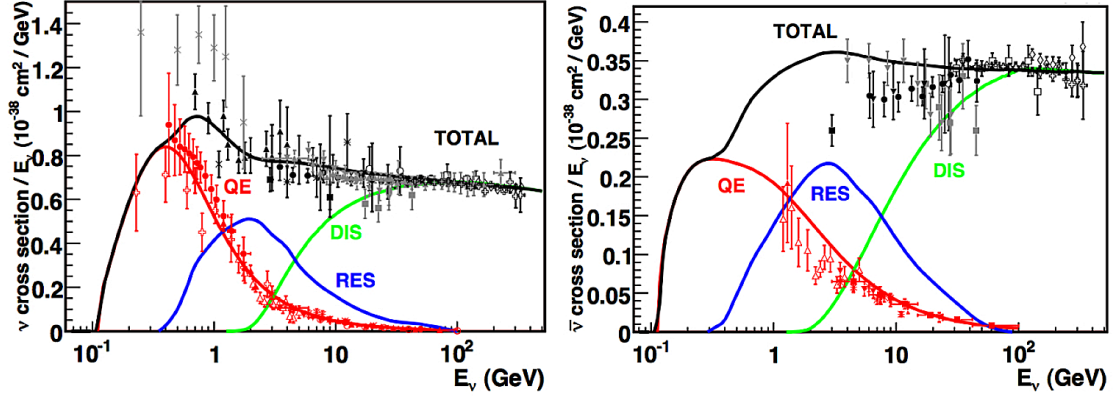 ν cross section / Eν (10-38 cm2 / GeV)
1.4
1.2
1
0.8
0.6
0.4
0.2
0
TOTAL
QE
DIS
RES
10-1
1
10
102
Eν (GeV)
ν̄ cross section / Eν (10-38 cm2 / GeV)
0.4
0.35
0.3
0.25
0.2
0.15
0.1
0.05
0
TOTAL
QE
RES
DIS
10-1
1
10
102
Eν (GeV)